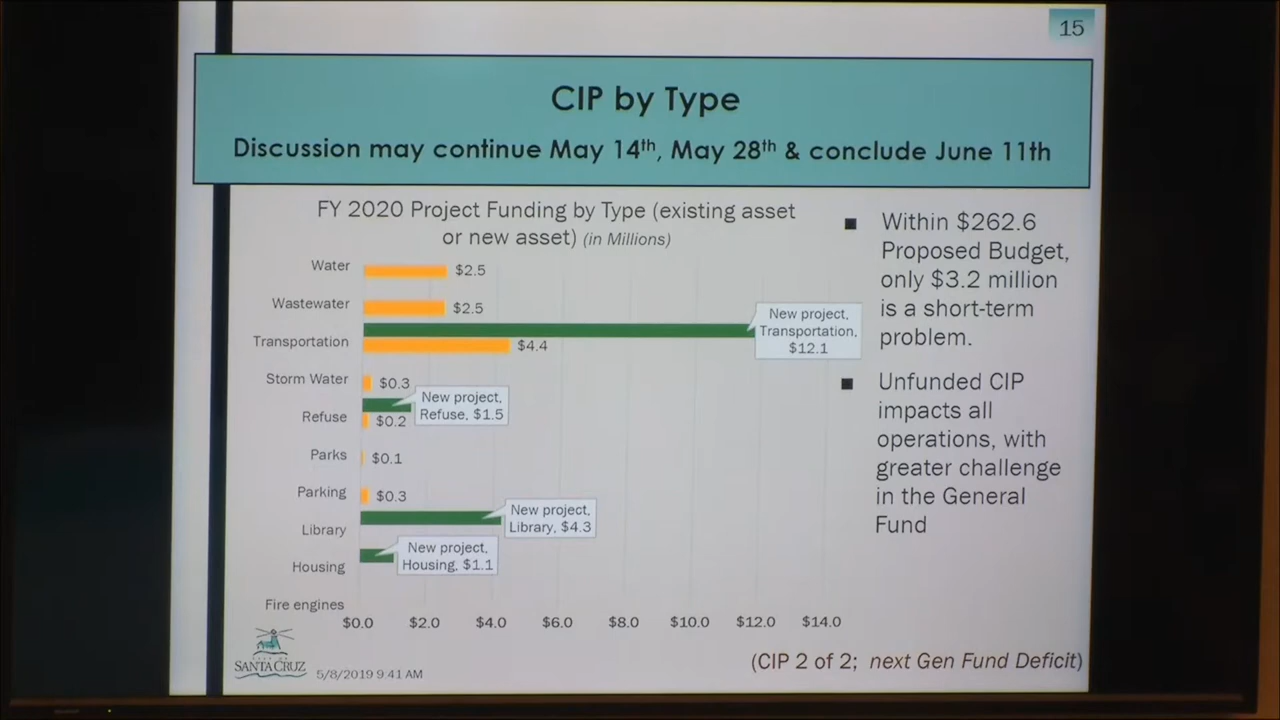 15
CIP by Type
Discussion may continue May 14th, May 28th & conclude June 11th
FY 2020 Project Funding by Type (existing asset
or new asset) (in Millions)
Water
$2.5
Wastewater
$2.5
New project,
Transportation,
$12.1
Transportation
$4.4
Storm Water
$0.3
New project,
Refuse, $1.5
Refuse
$0.2
Parks
$0.1
Parking
$0.3
New project,
Library, $4.3
Library
New project,
Housing, $1.1
Housing
Fire engines
$0.0 $2.0 $4.0 $6.0 $8.0 $10.0 $12.0 $14.0
■ Within $262.6
Proposed Budget,
only $3.2 million
is a short-term
problem.
■ Unfunded CIP
impacts all
operations, with
greater challenge
in the General
Fund
SANTA CRUZ
5/8/2019 9:41 AM
(CIP 2 of 2; next Gen Fund Deficit)